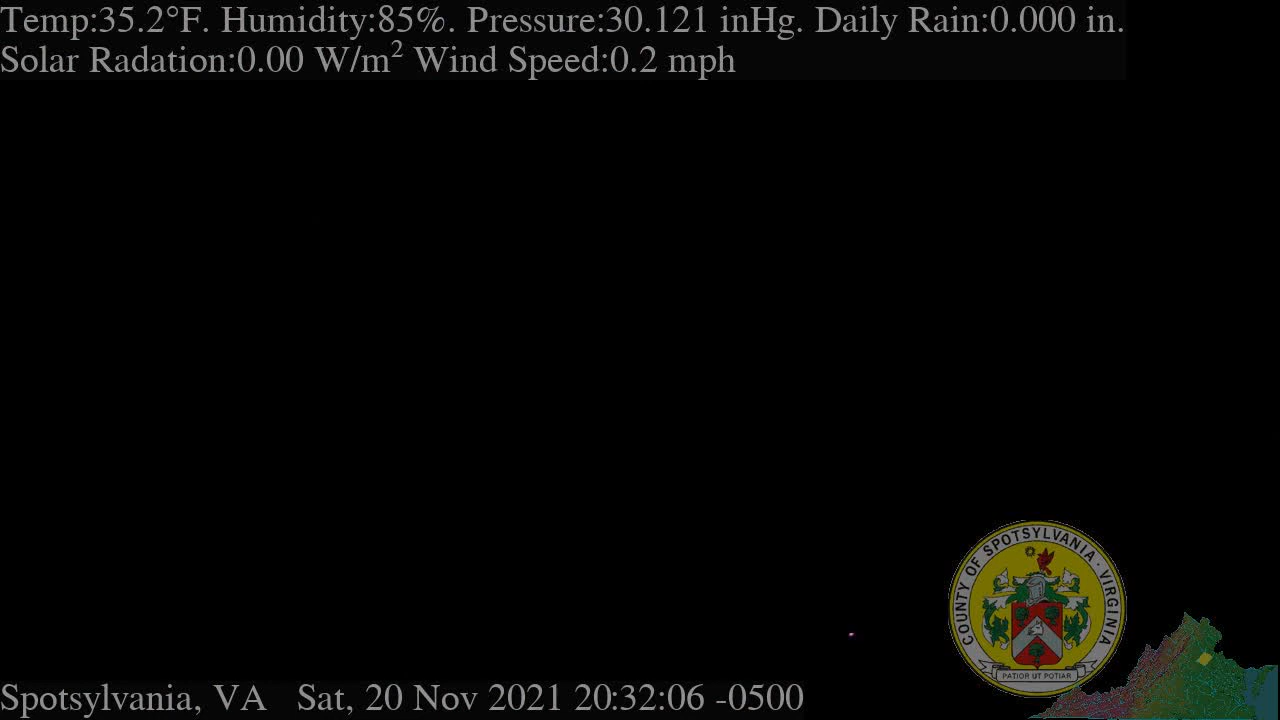 Temp:35.2°F. Humidity:85%. Pressure:30.121 inHg. Daily Rain:0.000 in.
Solar Radation:0.00 W/m² Wind Speed:0.2 mph
COUNTY OF SPOTSYLVANIA · VIRGINIA
PATIOR UT POTIAR
Spotsylvania, VA Sat, 20 Nov 2021 20:32:06 -0500